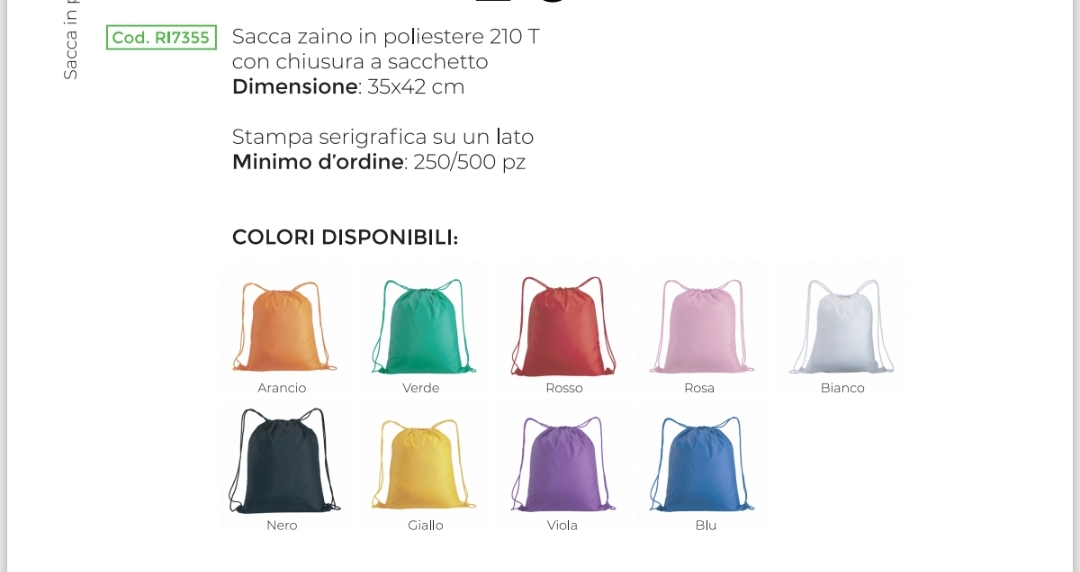 Sacca in
Cod. RI7355
Sacca zaino in poliestere 210 T
con chiusura a sacchetto
Dimensione: 35x42 cm
Stampa serigrafica su un lato
Minimo d'ordine: 250/500 pz
COLORI DISPONIBILI:
Arancio
Verde
Rosso
Rosa
Bianco
Nero
Giallo
Viola
Blu